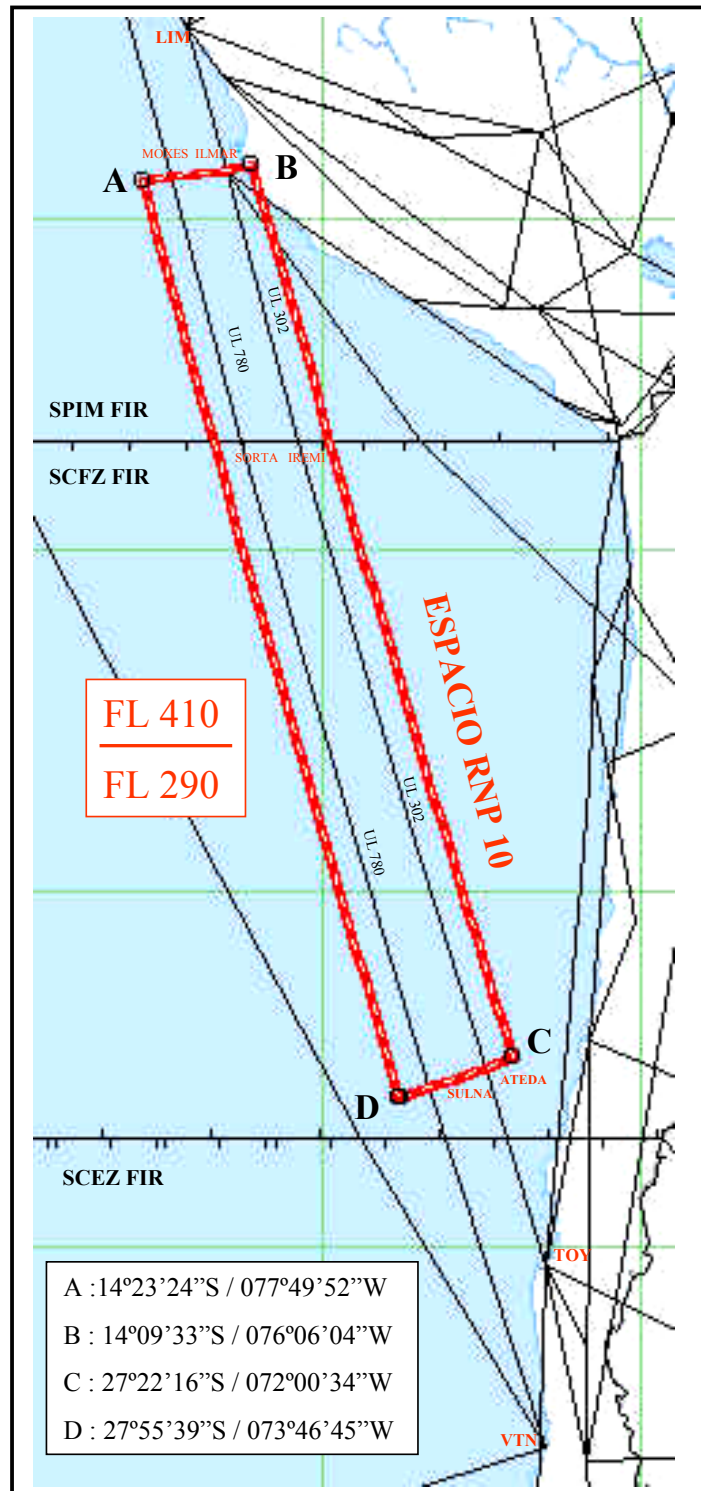 LIM
MOXES ILMAR
A
B
UL 302
UL 780
SPIM FIR
SORTA IREMI
SCFZ FIR
ESPACIO RNP 10
FL 410
FL 290
UL 302
UL 780
C
ATEDA
SULNA
D
SCEZ FIR
TOY
A :14º23’24”S / 077º49’52”W
B : 14º09’33”S / 076º06’04”W
C : 27º22’16”S / 072º00’34”W
D : 27º55’39”S / 073º46’45”W
VTN